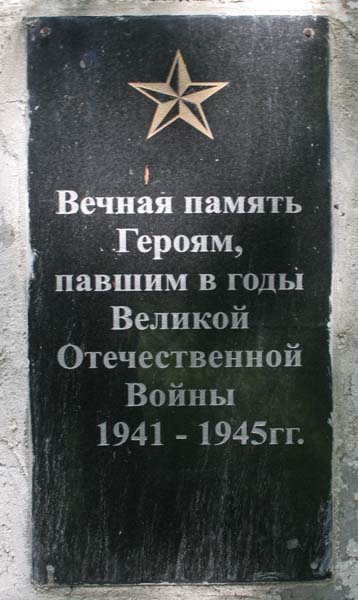 Вечная память
Героям,
павшим в годы
Великой
Отечественной
Войны
1941 - 1945гг.